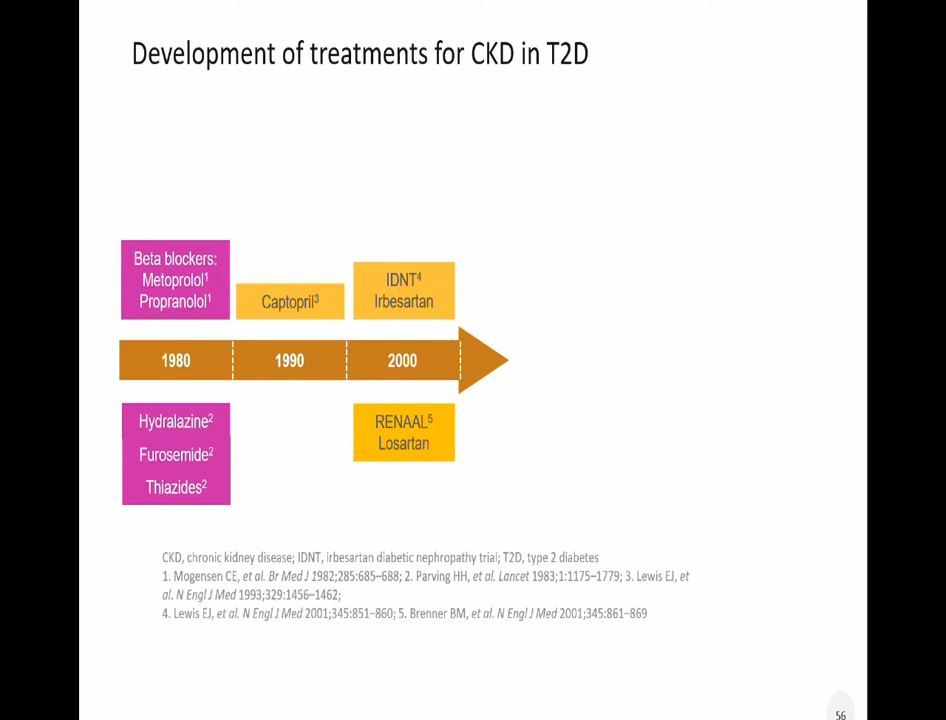 Development of treatments for CKD in T2D
Beta blockers:
Metoprolol¹
Propranolol¹
Captopril³
IDNT⁴
Irbesartan
1980
1990
2000
Hydralazine²
Furosemide²
Thiazides²
RENAAL⁵
Losartan
CKD, chronic kidney disease; IDNT, irbesartan diabetic nephropathy trial; T2D, type 2 diabetes
1. Mogensen CE, et al. Br Med J 1982;285:685–688; 2. Parving HH, et al. Lancet 1983;1:1175–1779; 3. Lewis EJ, et
al. N Engl J Med 1993;329:1456–1462;
4. Lewis EJ, et al. N Engl J Med 2001;345:851–860; 5. Brenner BM, et al. N Engl J Med 2001;345:861–869
56